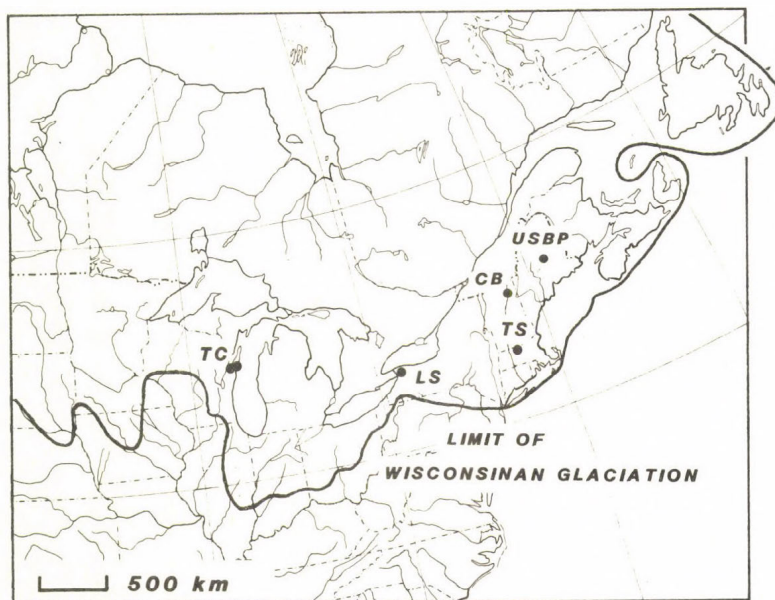 USBP
CB
TS
TC
LS
LIMIT OF
WISCONSINAN GLACIATION
500 km